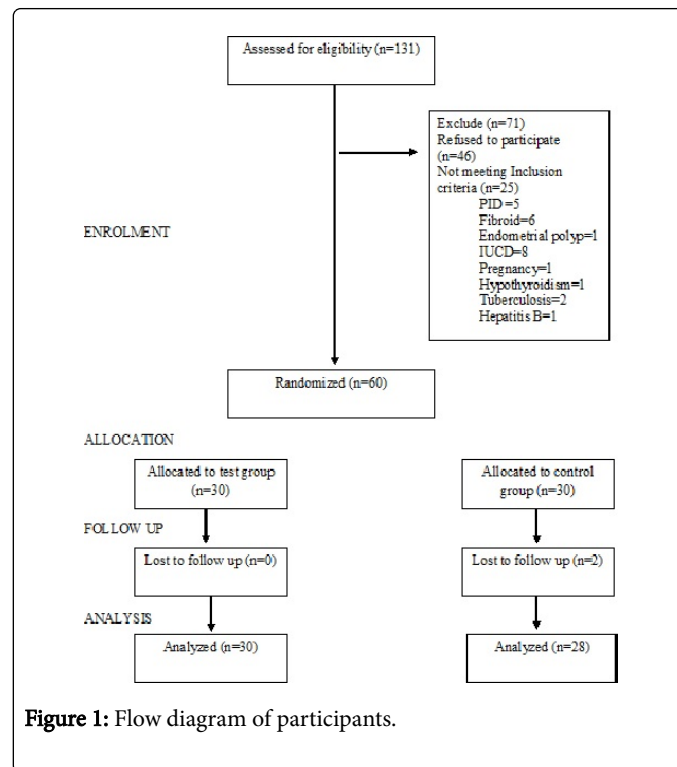 Assessed for eligibility (n=131)
Exclude (n=71)
Refused to participate
(n=46)
Not meeting Inclusion
criteria (n=25)
PID =5
Fibroid=6
Endometrial polyp=1
IUCD=8
Pregnancy=1
Hypothyroidism=1
Tuberculosis=2
Hepatitis B=1
ENROLMENT
Randomized (n=60)
ALLOCATION
Allocated to test group
(n=30)
Allocated to control
group (n=30)
FOLLOW UP
Lost to follow up (n=0)
Lost to follow up (n=2)
ANALYSIS
Analyzed (n=30)
Analyzed (n=28)
Figure 1: Flow diagram of participants.